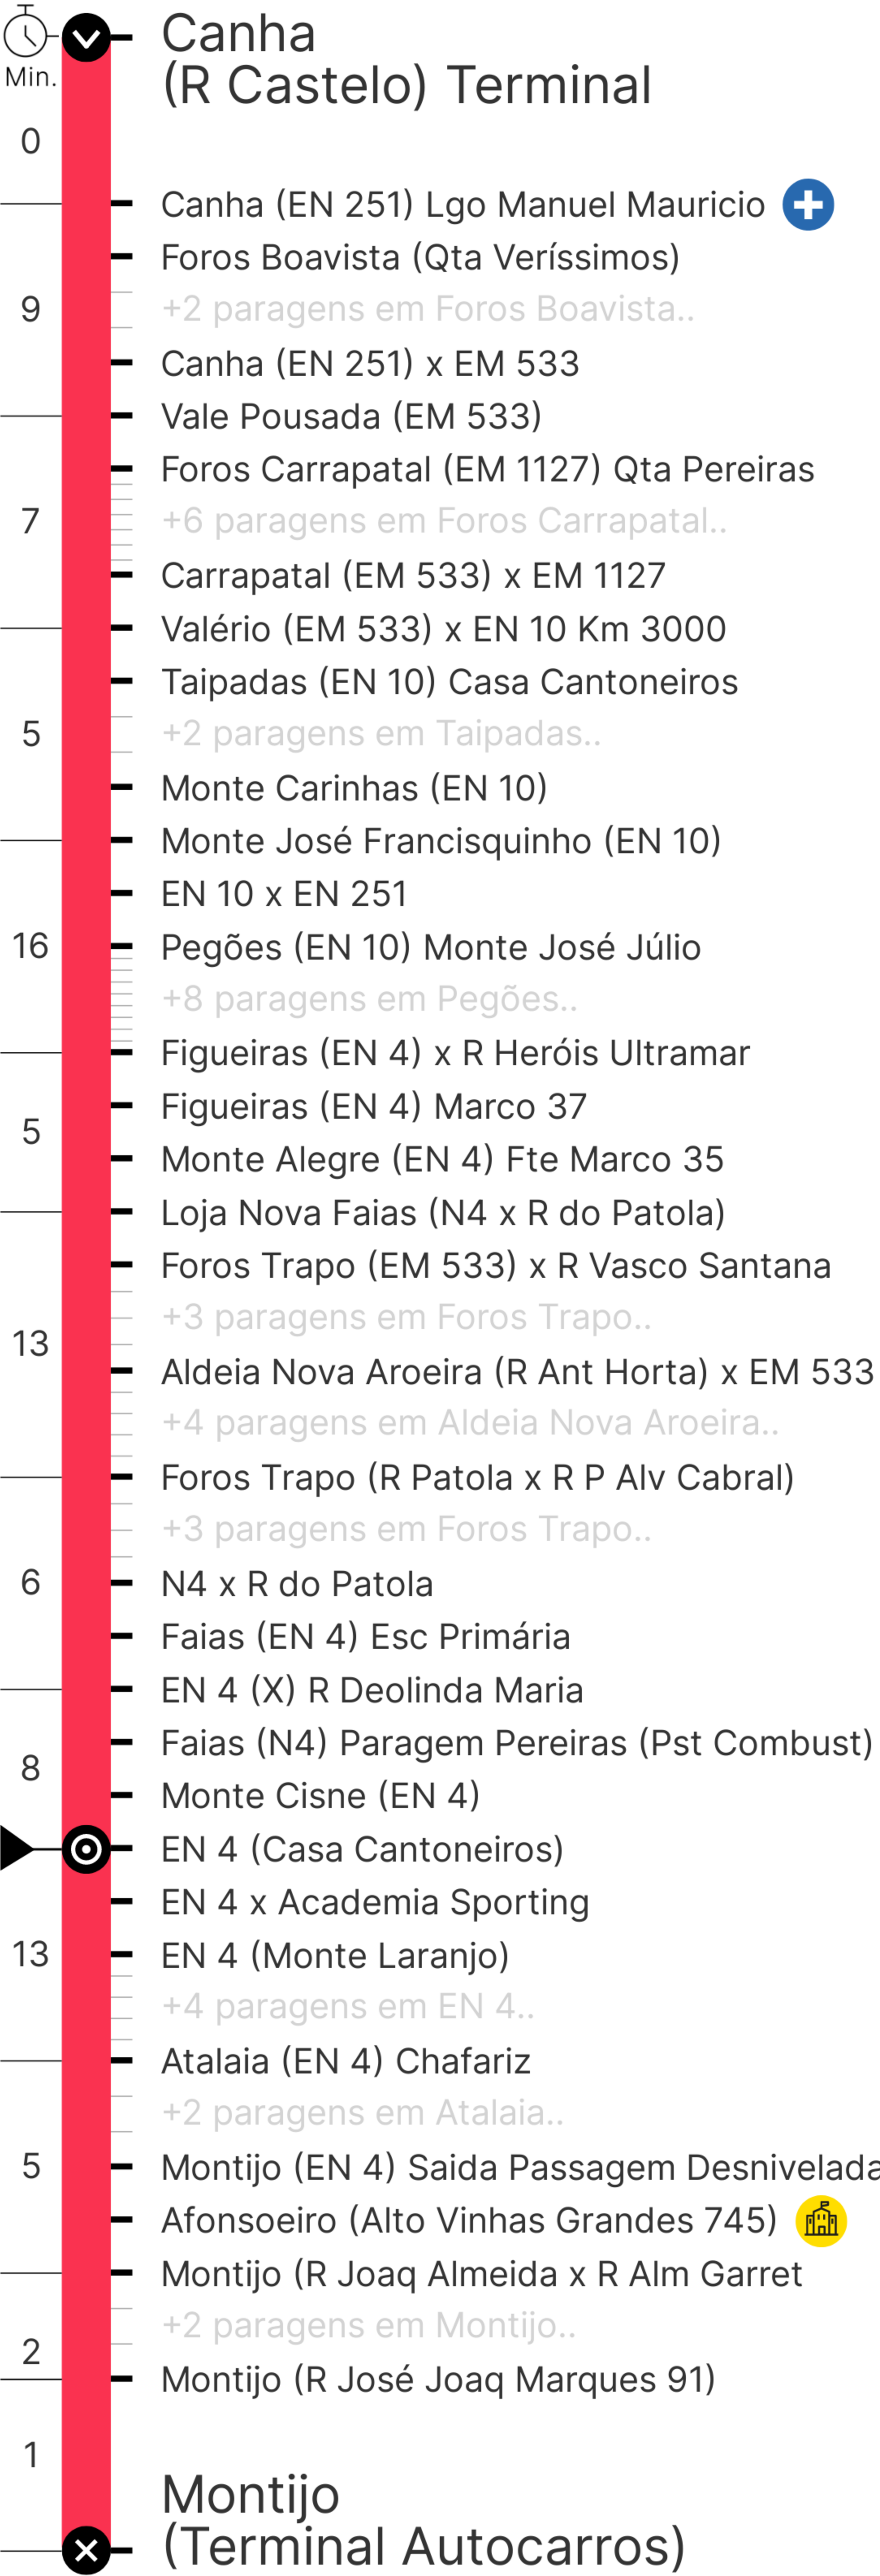 Canha
(R Castelo) Terminal
Min.
0
Canha (EN 251) Lgo Manuel Mauricio
Foros Boavista (Qta Veríssimos)
9
+2 paragens em Foros Boavista..
Canha (EN 251) x EM 533
Vale Pousada (EM 533)
Foros Carrapatal (EM 1127) Qta Pereiras
7
+6 paragens em Foros Carrapatal..
Carrapatal (EM 533) x EM 1127
Valério (EM 533) x EN 10 Km 3000
Taipadas (EN 10) Casa Cantoneiros
5
+2 paragens em Taipadas..
Monte Carinhas (EN 10)
Monte José Francisquinho (EN 10)
EN 10 x EN 251
16
Pegões (EN 10) Monte José Júlio
+8 paragens em Pegões..
Figueiras (EN 4) x R Heróis Ultramar
Figueiras (EN 4) Marco 37
5
Monte Alegre (EN 4) Fte Marco 35
Loja Nova Faias (N4 x R do Patola)
Foros Trapo (EM 533) x R Vasco Santana
+3 paragens em Foros Trapo..
13
Aldeia Nova Aroeira (R Ant Horta) x EM 533
+4 paragens em Aldeia Nova Aroeira..
Foros Trapo (R Patola x R P Alv Cabral)
+3 paragens em Foros Trapo..
6
N4 x R do Patola
Faias (EN 4) Esc Primária
EN 4 (X) R Deolinda Maria
Faias (N4) Paragem Pereiras (Pst Combust)
8
Monte Cisne (EN 4)
EN 4 (Casa Cantoneiros)
EN 4 x Academia Sporting
13
EN 4 (Monte Laranjo)
+4 paragens em EN 4..
Atalaia (EN 4) Chafariz
+2 paragens em Atalaia..
5
Montijo (EN 4) Saida Passagem Desnivelada
Afonsoeiro (Alto Vinhas Grandes 745)
Montijo (R Joaq Almeida x R Alm Garret
+2 paragens em Montijo..
2
Montijo (R José Joaq Marques 91)
1
Montijo
(Terminal Autocarros)